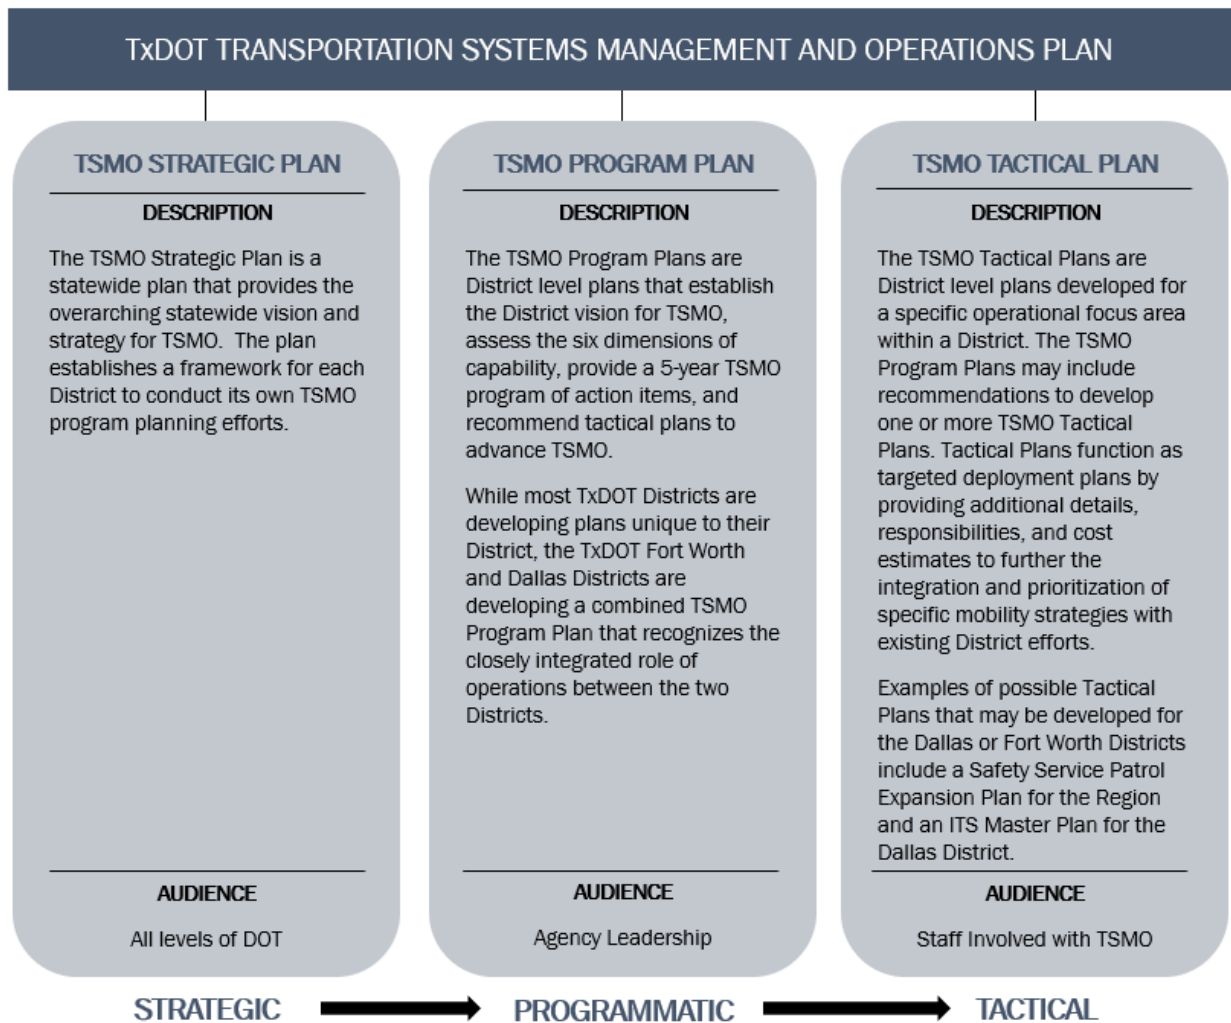 TxDOT TRANSPORTATION SYSTEMS MANAGEMENT AND OPERATIONS PLAN
TSMO STRATEGIC PLAN
DESCRIPTION
The TSMO Strategic Plan is a
statewide plan that provides the
overarching statewide vision and
strategy for TSMO.  The plan
establishes a framework for each
District to conduct its own TSMO
program planning efforts.
AUDIENCE
All levels of DOT
TSMO PROGRAM PLAN
DESCRIPTION
The TSMO Program Plans are
District level plans that establish
the District vision for TSMO,
assess the six dimensions of
capability, provide a 5-year TSMO
program of action items, and
recommend tactical plans to
advance TSMO.
While most TxDOT Districts are
developing plans unique to their
District, the TxDOT Fort Worth
and Dallas Districts are
developing a combined TSMO
Program Plan that recognizes the
closely integrated role of
operations between the two
Districts.
AUDIENCE
Agency Leadership
TSMO TACTICAL PLAN
DESCRIPTION
The TSMO Tactical Plans are
District level plans developed for
a specific operational focus area
within a District. The TSMO
Program Plans may include
recommendations to develop
one or more TSMO Tactical
Plans. Tactical Plans function as
targeted deployment plans by
providing additional details,
responsibilities, and cost
estimates to further the
integration and prioritization of
specific mobility strategies with
existing District efforts.
Examples of possible Tactical
Plans that may be developed for
the Dallas or Fort Worth Districts
include a Safety Service Patrol
Expansion Plan for the Region
and an ITS Master Plan for the
Dallas District.
AUDIENCE
Staff Involved with TSMO
STRATEGIC
PROGRAMMATIC
TACTICAL